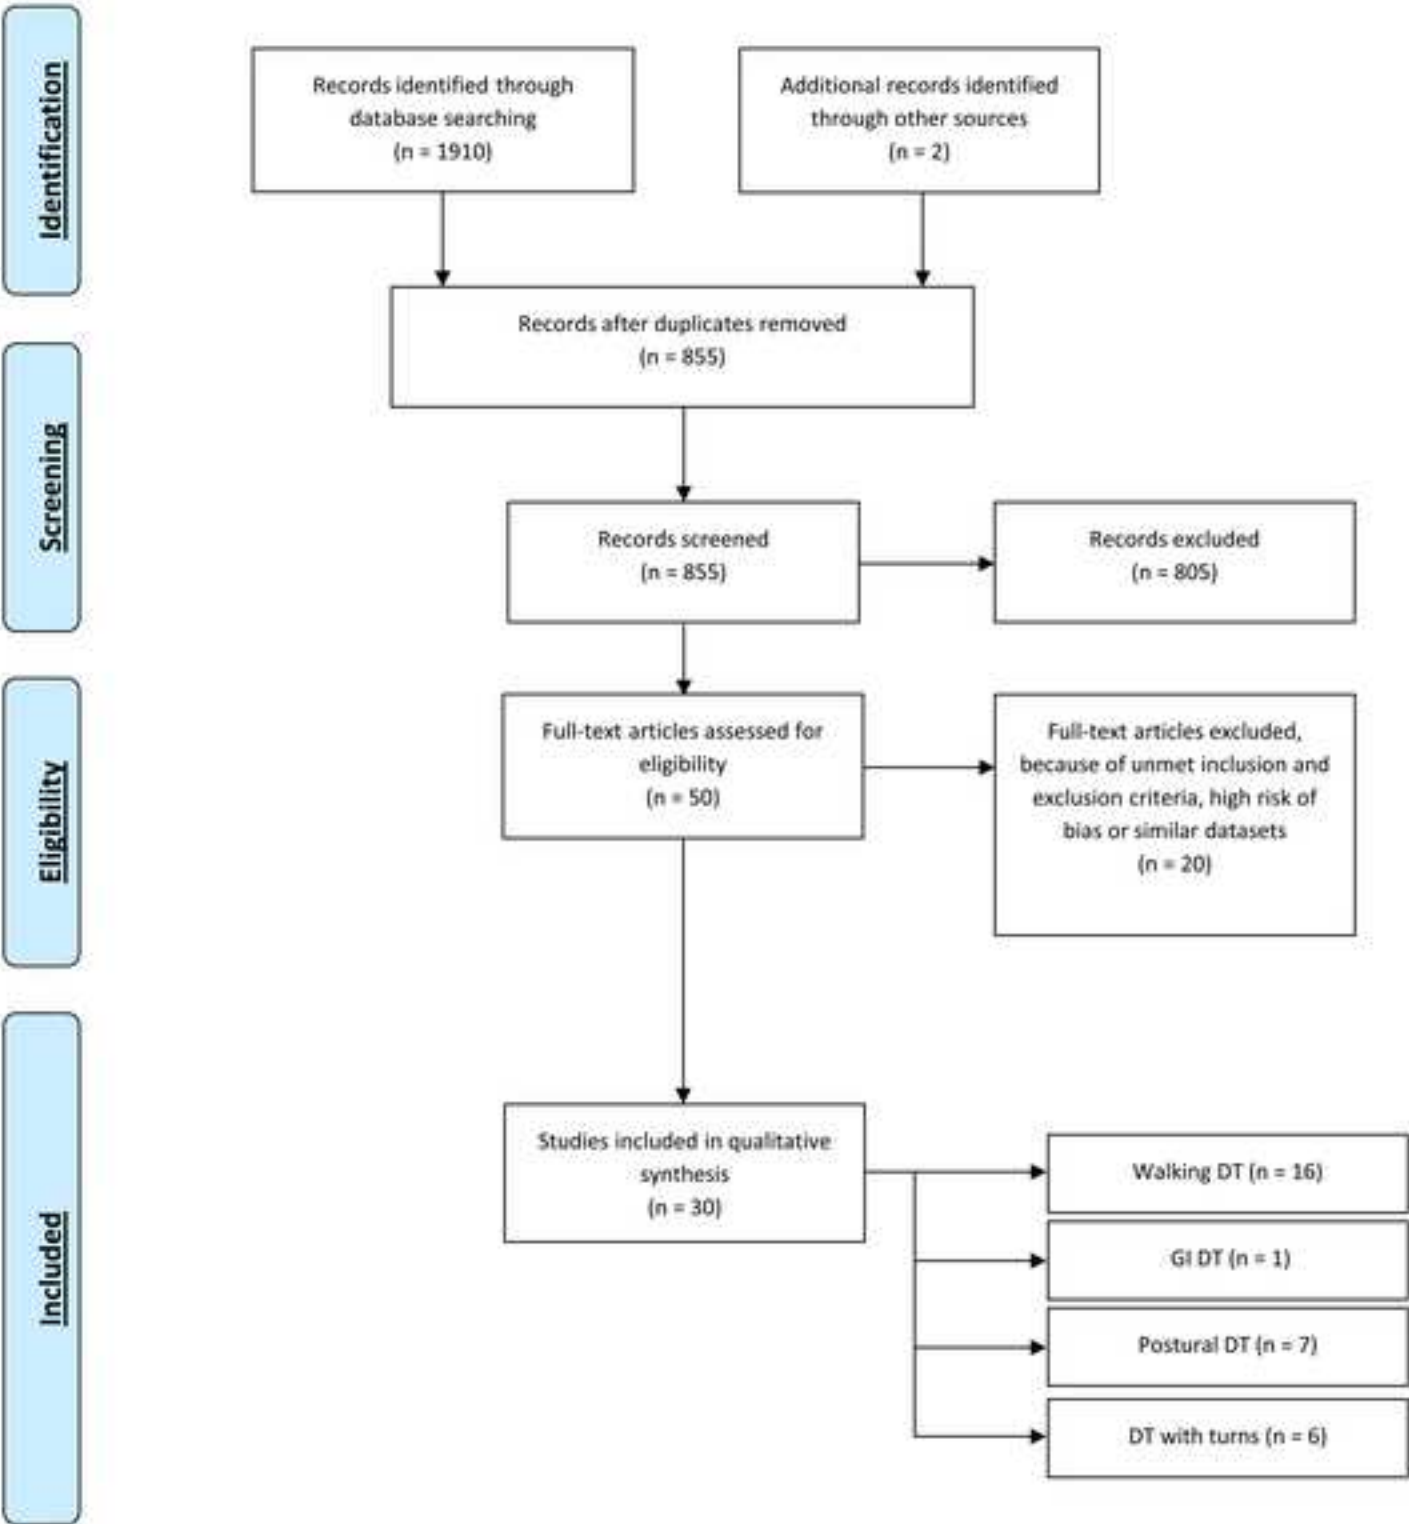 Identification
Records identified through
database searching
(n = 1910)
Additional records identified
through other sources
(n = 2)
Records after duplicates removed
(n = 855)
Screening
Records screened
(n = 855)
Records excluded
(n = 805)
Eligibility
Full-text articles assessed for
eligibility
(n = 50)
Full-text articles excluded,
because of unmet inclusion and
exclusion criteria, high risk of
bias or similar datasets
(n = 20)
Included
Studies included in qualitative
synthesis
(n = 30)
Walking DT (n = 16)
GI DT (n = 1)
Postural DT (n = 7)
DT with turns (n = 6)